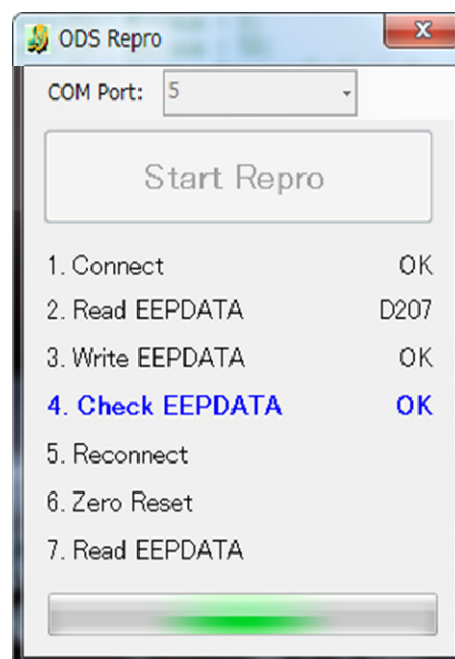 ODS Repro
COM Port: 5
Start Repro
1. Connect OK
2. Read EEPDATA D207
3. Write EEPDATA OK
4. Check EEPDATA OK
5. Reconnect
6. Zero Reset
7. Read EEPDATA